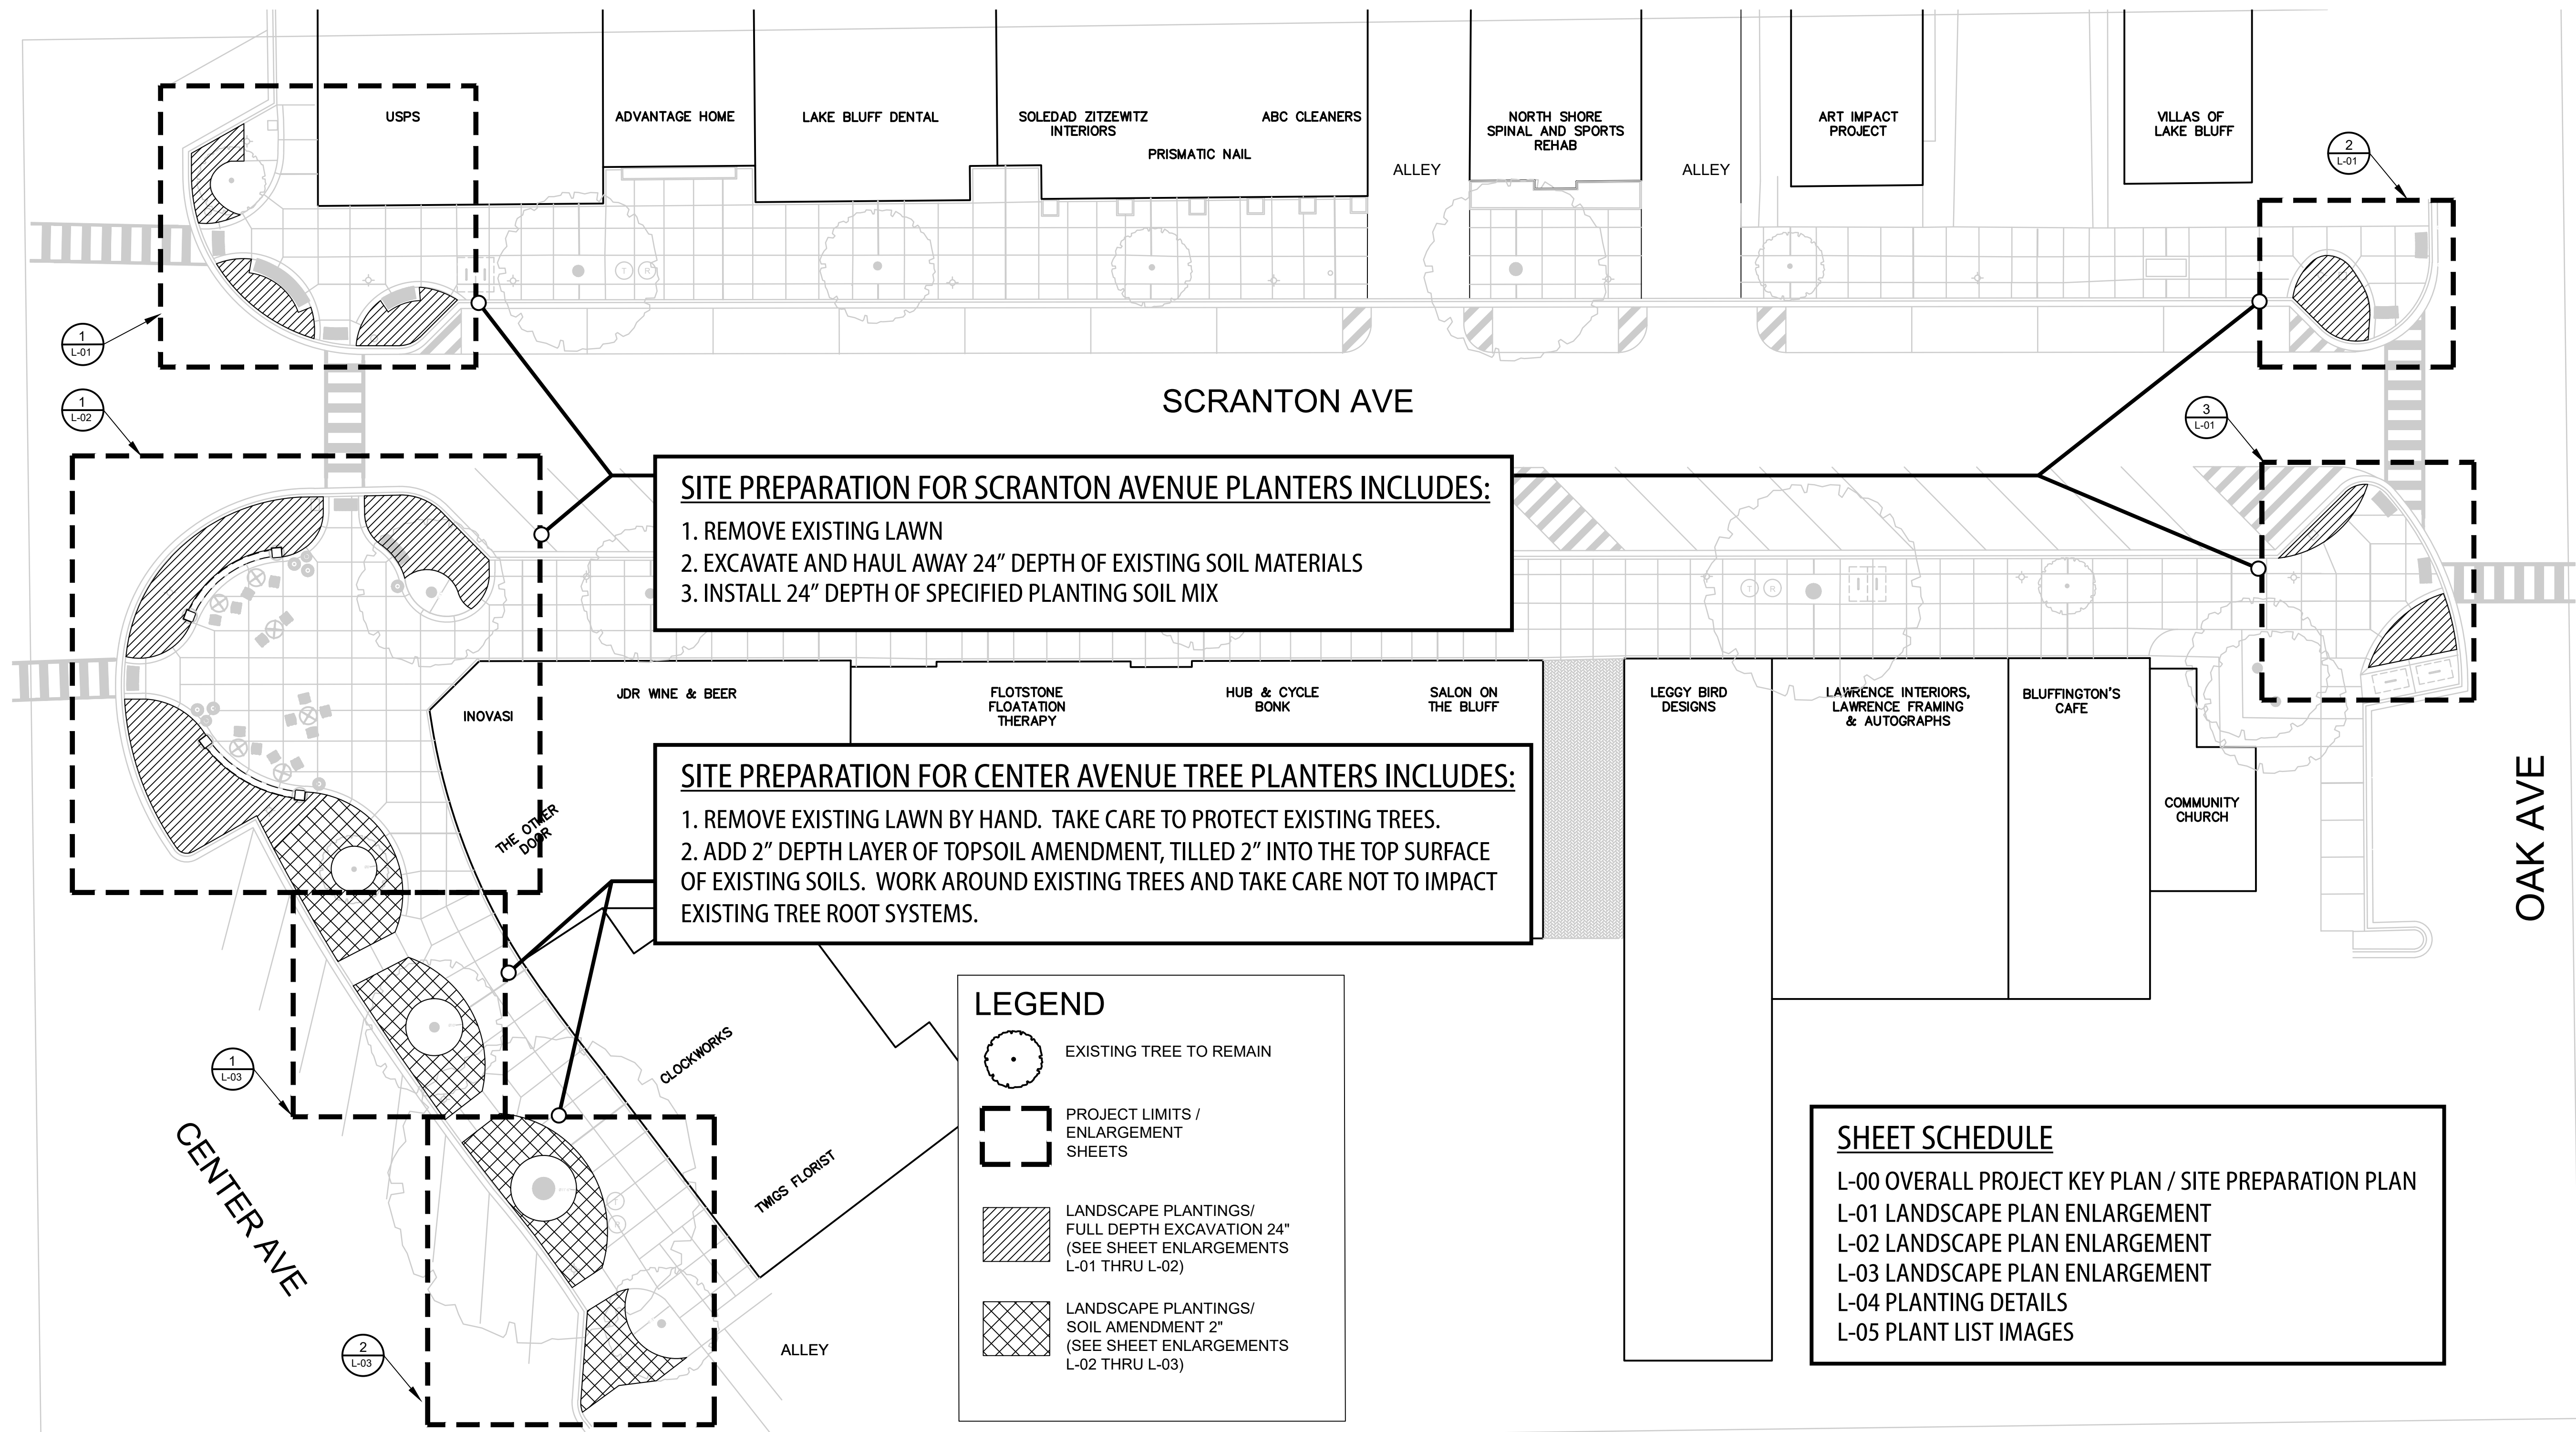 USPS
ADVANTAGE HOME
LAKE BLUFF DENTAL
SOLEDAD ZITZEWITZ
INTERIORS
PRISMATIC NAIL
ABC CLEANERS
ALLEY
NORTH SHORE
SPINAL AND SPORTS
REHAB
ALLEY
ART IMPACT
PROJECT
VILLAS OF
LAKE BLUFF
2
L-01
T R
1
L-01
1
L-02
SCRANTON AVE
3
L-01
SITE PREPARATION FOR SCRANTON AVENUE PLANTERS INCLUDES:
1. REMOVE EXISTING LAWN
2. EXCAVATE AND HAUL AWAY 24" DEPTH OF EXISTING SOIL MATERIALS
3. INSTALL 24" DEPTH OF SPECIFIED PLANTING SOIL MIX
T R
INOVASI
JDR WINE & BEER
FLOTSTONE
FLOATATION
THERAPY
HUB & CYCLE
BONK
SALON ON
THE BLUFF
LEGGY BIRD
DESIGNS
LAWRENCE INTERIORS,
LAWRENCE FRAMING
& AUTOGRAPHS
BLUFFINGTON'S
CAFE
COMMUNITY
CHURCH
OAK AVE
THE OTHER
DOOR
SITE PREPARATION FOR CENTER AVENUE TREE PLANTERS INCLUDES:
1. REMOVE EXISTING LAWN BY HAND. TAKE CARE TO PROTECT EXISTING TREES.
2. ADD 2" DEPTH LAYER OF TOPSOIL AMENDMENT, TILLED 2" INTO THE TOP SURFACE
OF EXISTING SOILS. WORK AROUND EXISTING TREES AND TAKE CARE NOT TO IMPACT
EXISTING TREE ROOT SYSTEMS.
CLOCKWORKS
TWIGS FLORIST
1
L-03
CENTER AVE
2
L-03
ALLEY
LEGEND
EXISTING TREE TO REMAIN
PROJECT LIMITS /
ENLARGEMENT
SHEETS
LANDSCAPE PLANTINGS/
FULL DEPTH EXCAVATION 24"
(SEE SHEET ENLARGEMENTS
L-01 THRU L-02)
LANDSCAPE PLANTINGS/
SOIL AMENDMENT 2"
(SEE SHEET ENLARGEMENTS
L-02 THRU L-03)
SHEET SCHEDULE
L-00 OVERALL PROJECT KEY PLAN / SITE PREPARATION PLAN
L-01 LANDSCAPE PLAN ENLARGEMENT
L-02 LANDSCAPE PLAN ENLARGEMENT
L-03 LANDSCAPE PLAN ENLARGEMENT
L-04 PLANTING DETAILS
L-05 PLANT LIST IMAGES